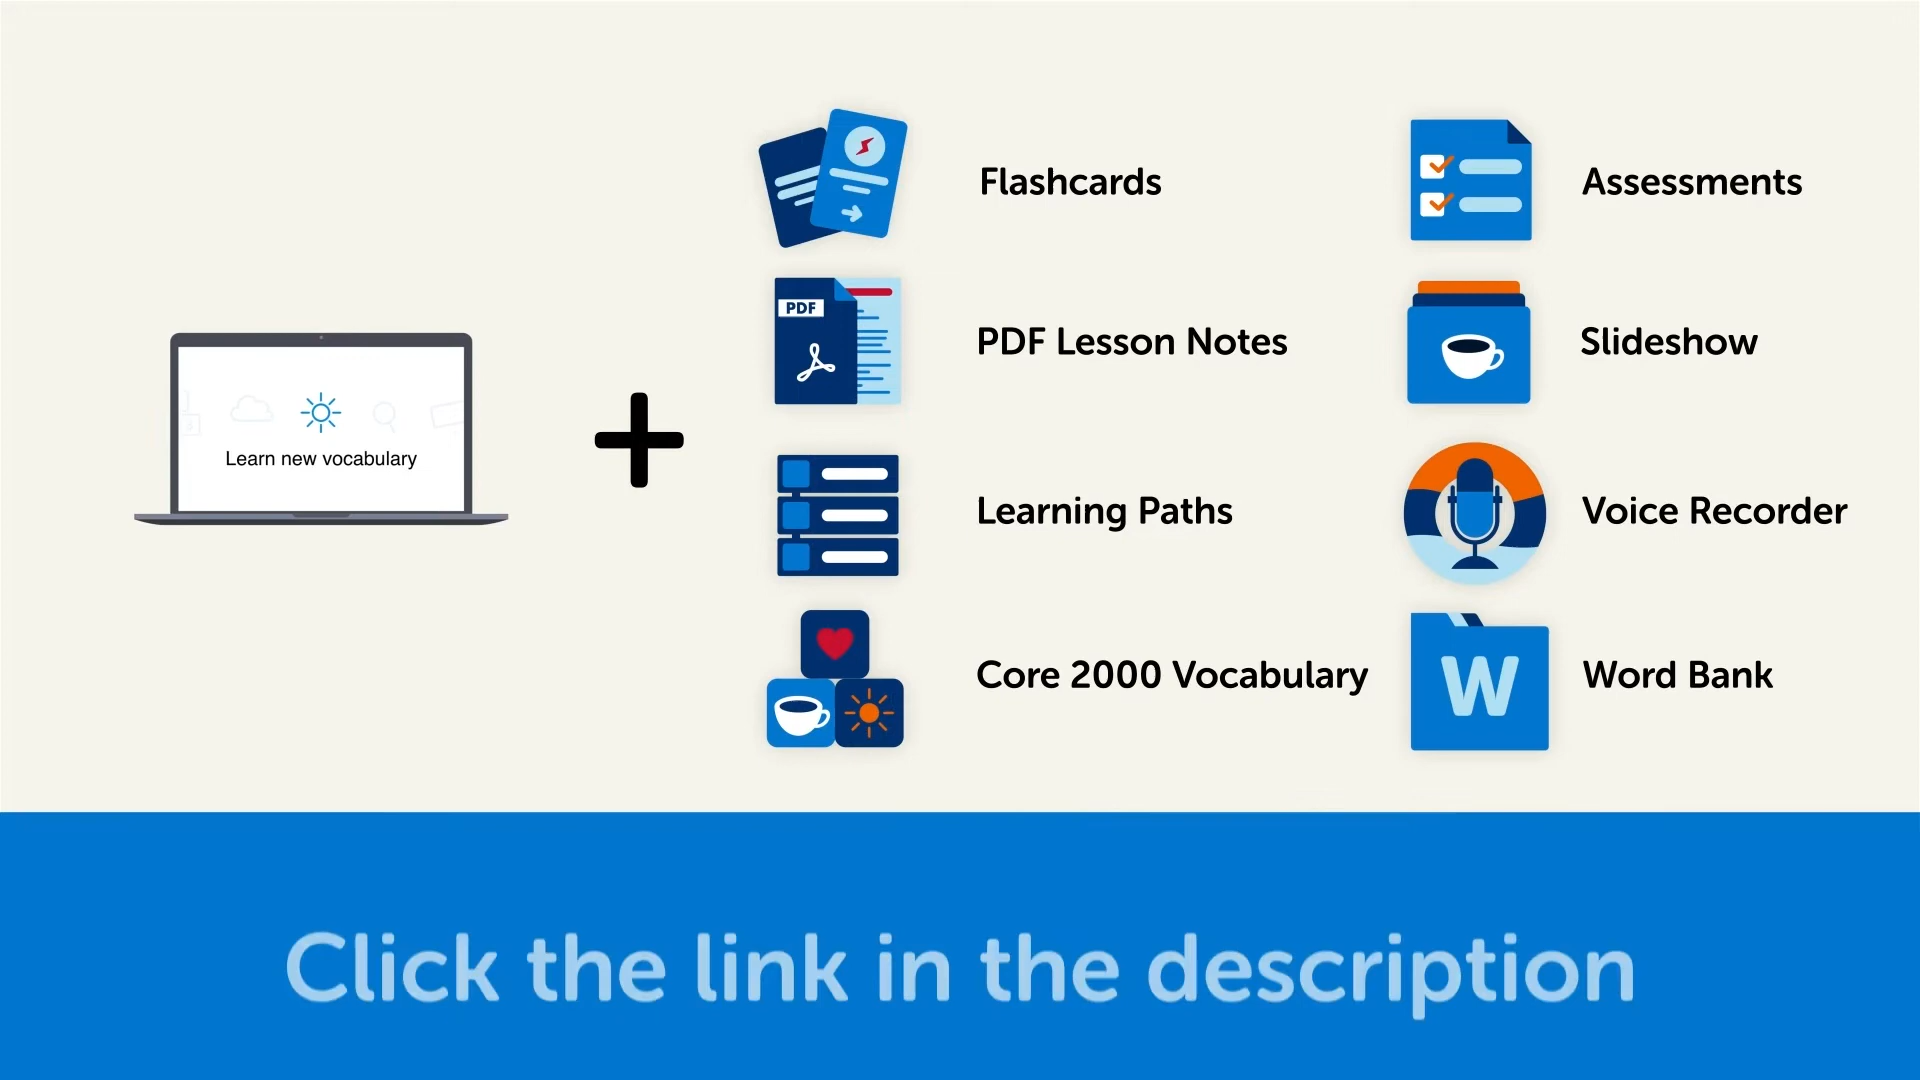 Learn new vocabulary
Flashcards
Assessments
PDF
PDF Lesson Notes
Slideshow
Learning Paths
Voice Recorder
Core 2000 Vocabulary
W
Word Bank
Click the link in the description